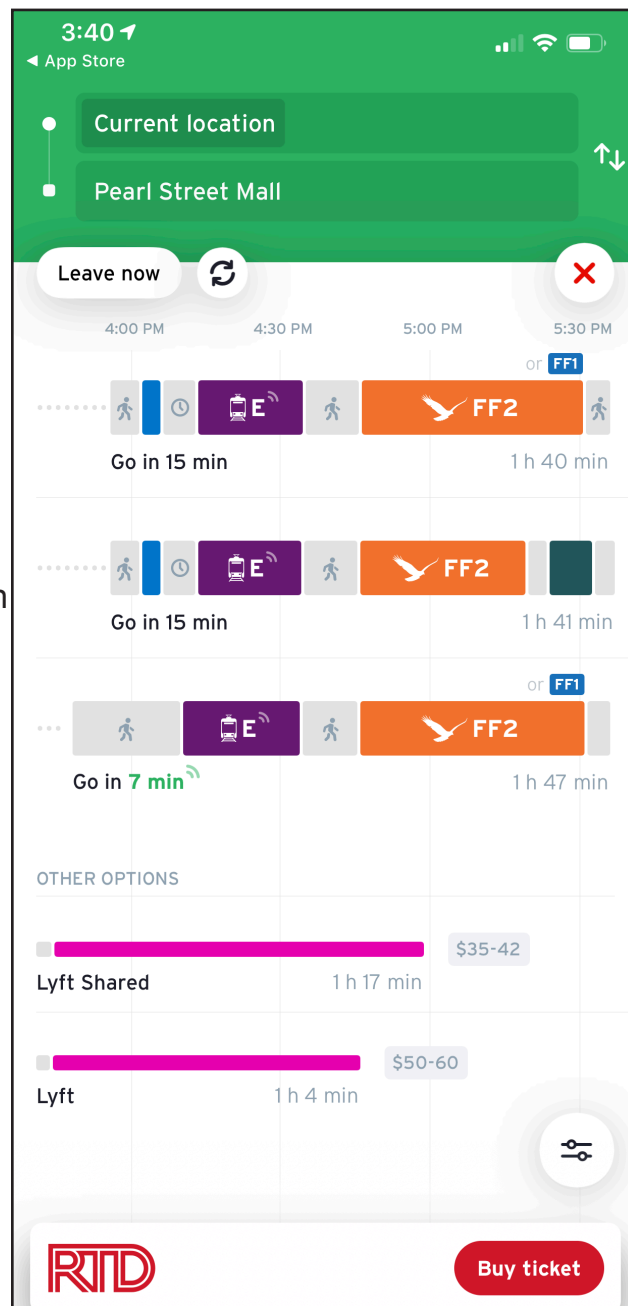 3:40
◀ App Store
Current location
Pearl Street Mall
Leave now
4:00 PM 4:30 PM 5:00 PM 5:30 PM
or FF1
E FF2
Go in 15 min 1 h 40 min
E FF2
n
Go in 15 min 1 h 41 min
or FF1
E FF2
Go in 7 min 1 h 47 min
OTHER OPTIONS
$35-42
Lyft Shared 1 h 17 min
$50-60
Lyft 1 h 4 min
RTD Buy ticket